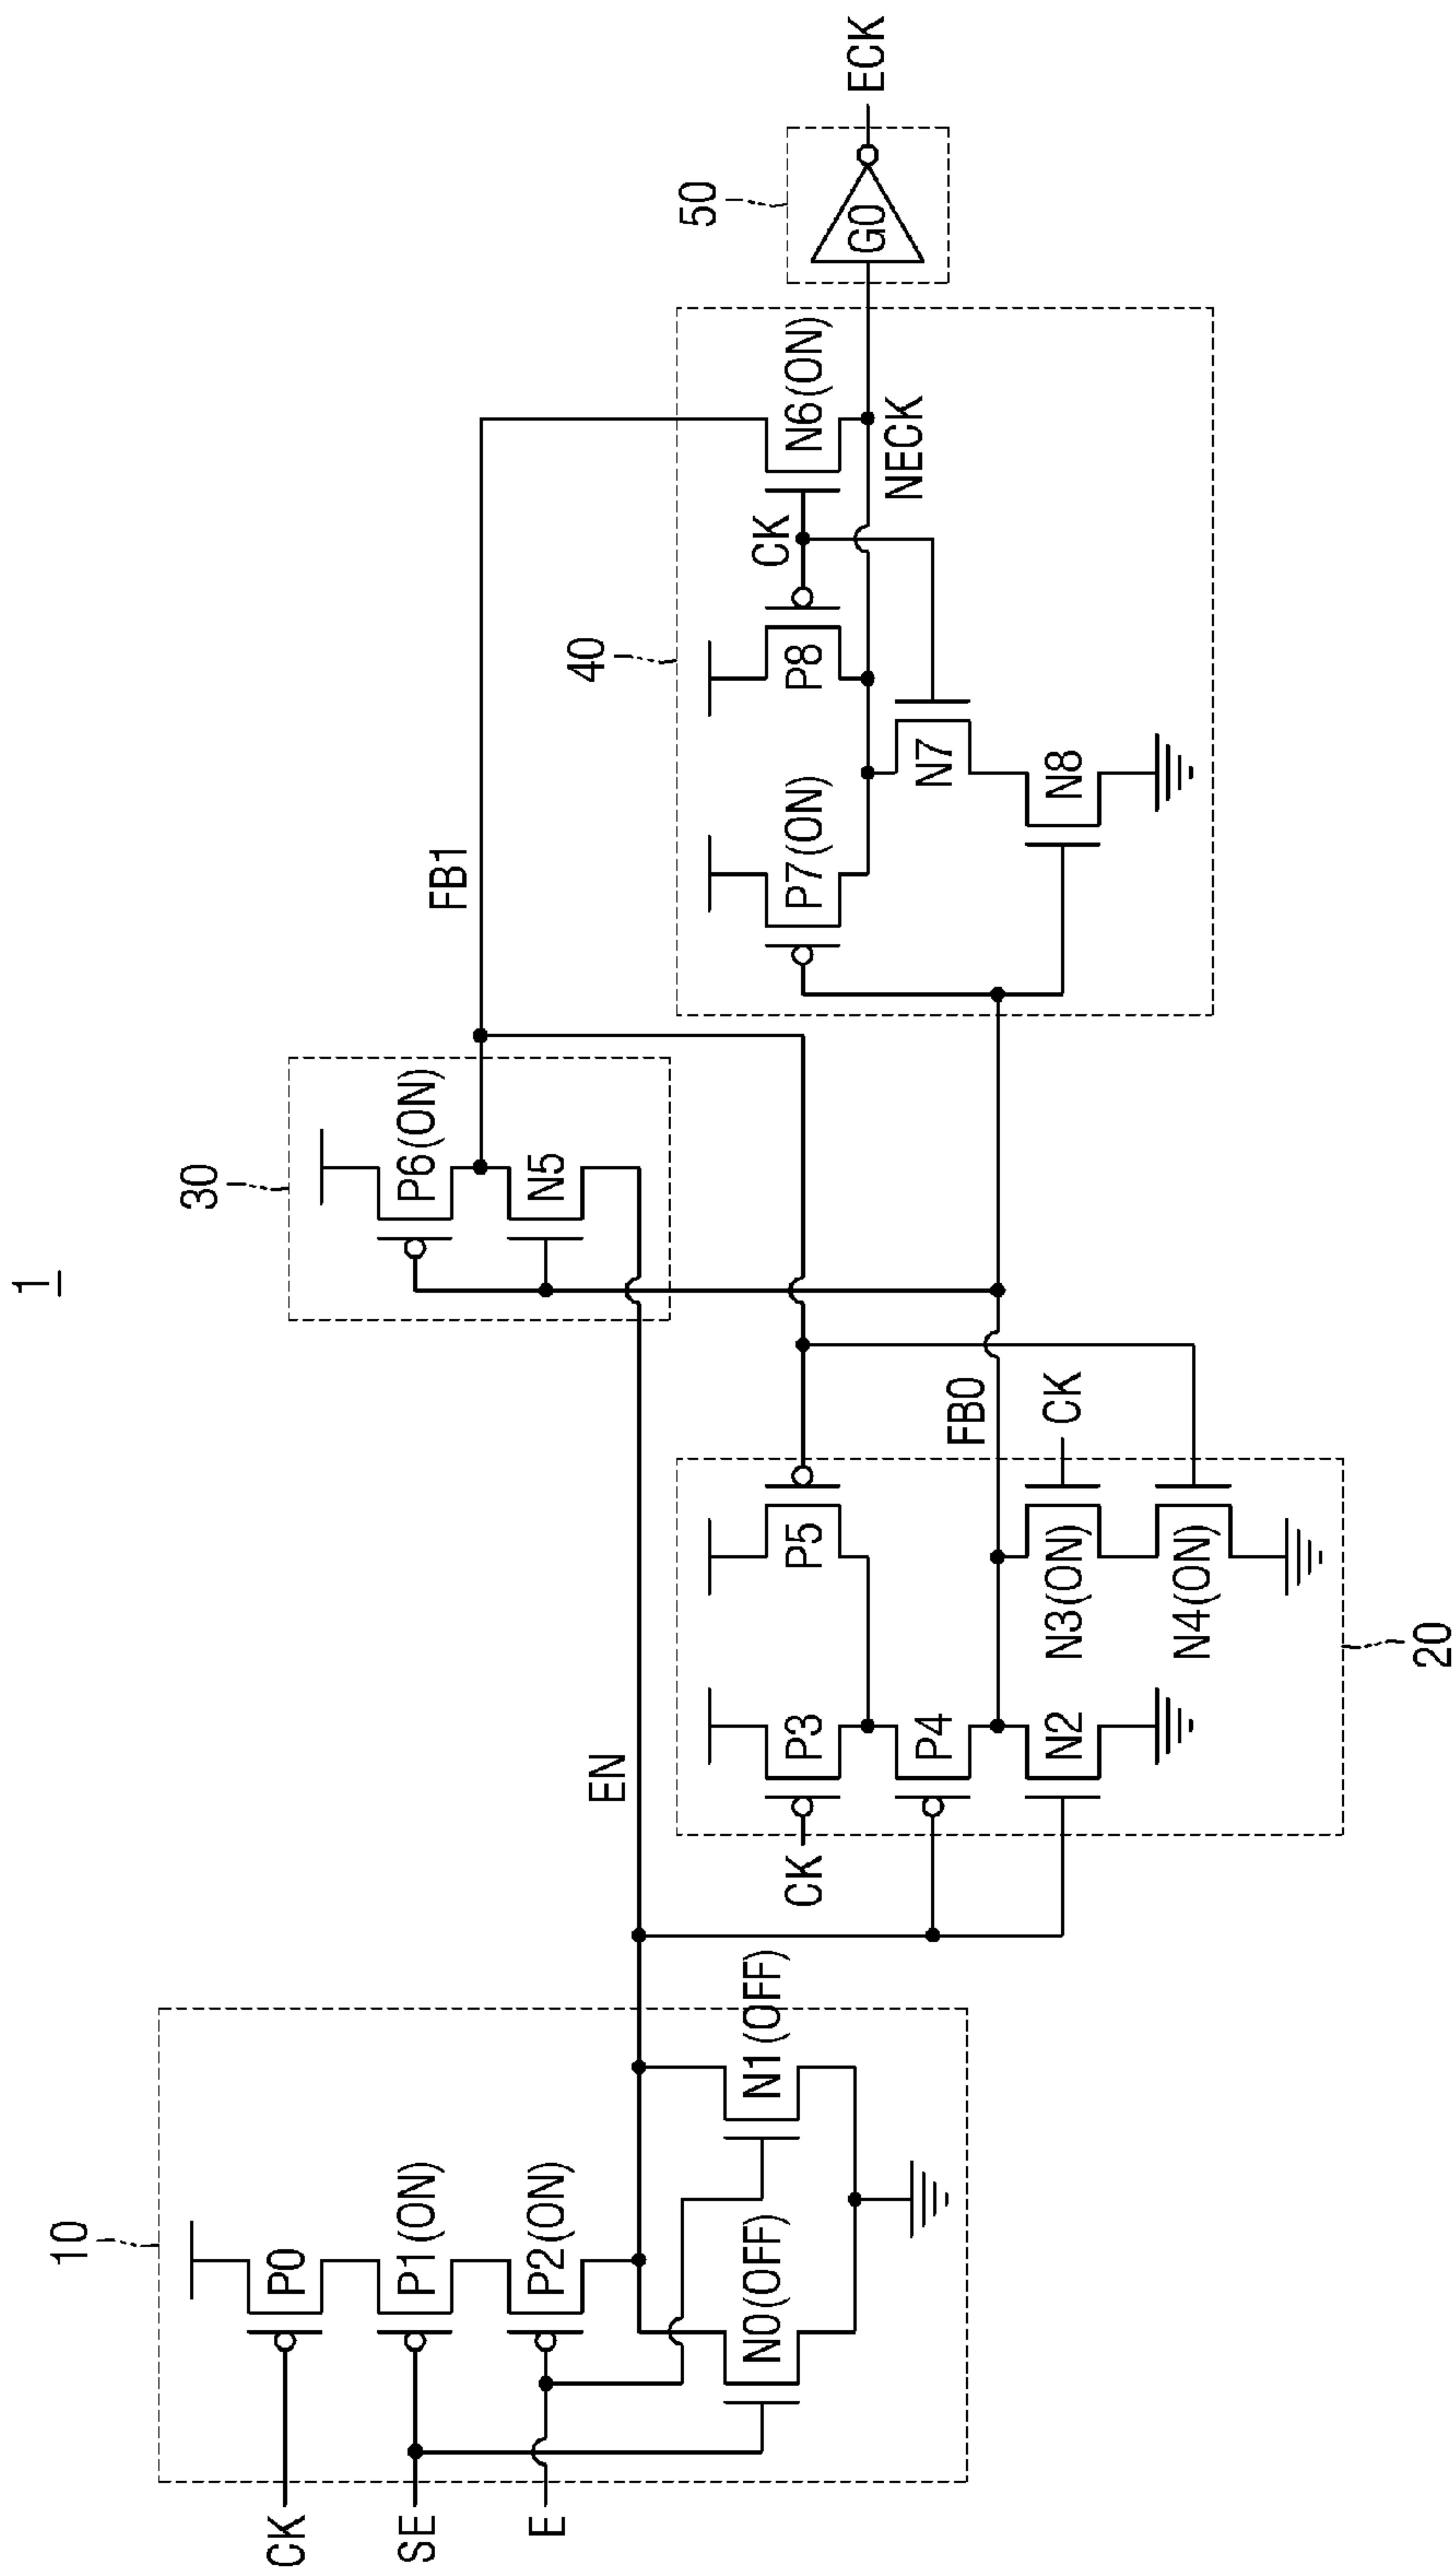 1
10
CK
SE
E
P0
P1(ON)
P2(ON)
N0(OFF)
N1(OFF)
EN
20
CK
P3
P4
N2
P5
FB0
N3(ON)
CK
N4(ON)
30
P6(ON)
N5
FB1
40
P7(ON)
P8
CK
N6(ON)
NECK
N7
N8
50
G0
ECK